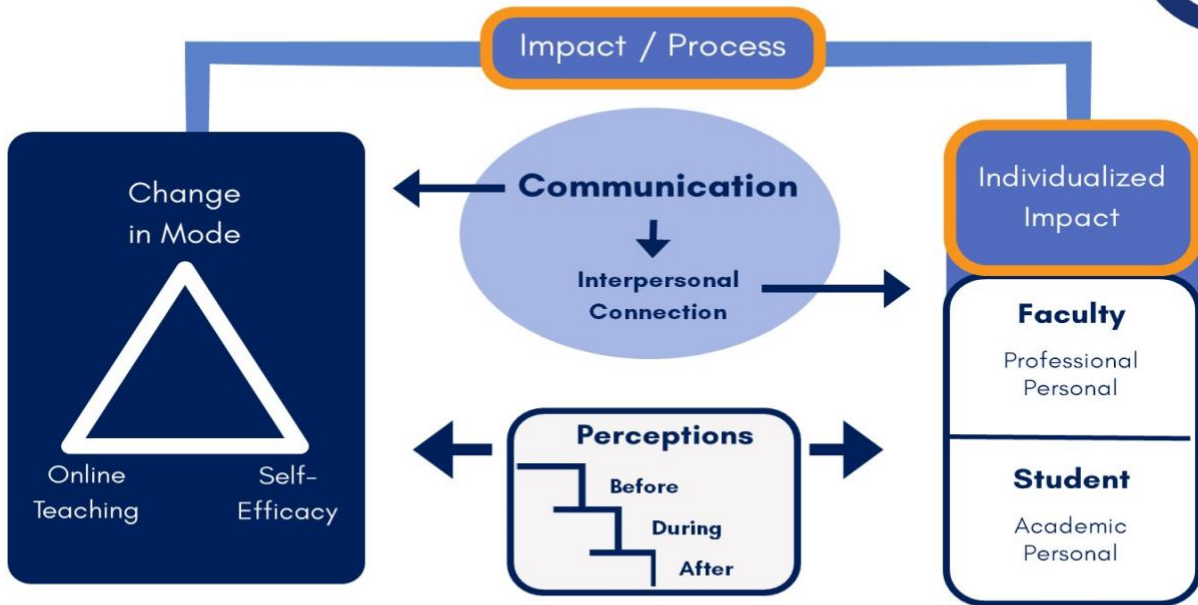 Impact / Process
Change
in Mode
Online
Teaching
Self-
Efficacy
Communication
Interpersonal
Connection
Perceptions
Before
During
After
Individualized
Impact
Faculty
Professional
Personal
Student
Academic
Personal